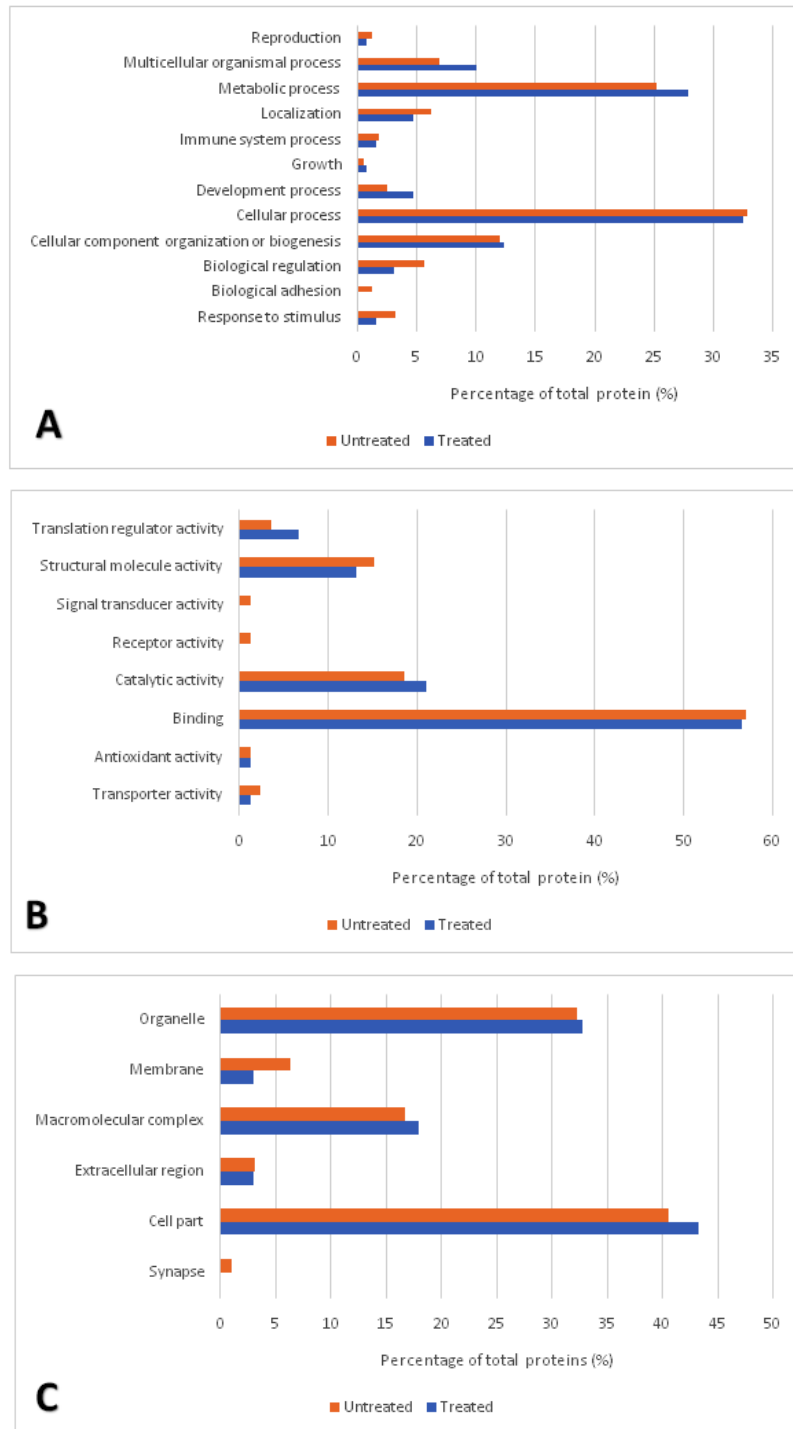 Reproduction
Multicellular organismal process
Metabolic process
Localization
Immune system process
Growth
Development process
Cellular process
Cellular component organization or biogenesis
Biological regulation
Biological adhesion
Response to stimulus
0 5 10 15 20 25 30 35
Percentage of total protein (%)
A
Untreated Treated
Translation regulator activity
Structural molecule activity
Signal transducer activity
Receptor activity
Catalytic activity
Binding
Antioxidant activity
Transporter activity
0 10 20 30 40 50 60
Percentage of total protein (%)
B
Untreated Treated
Organelle
Membrane
Macromolecular complex
Extracellular region
Cell part
Synapse
0 5 10 15 20 25 30 35 40 45 50
Percentage of total proteins (%)
C
Untreated Treated